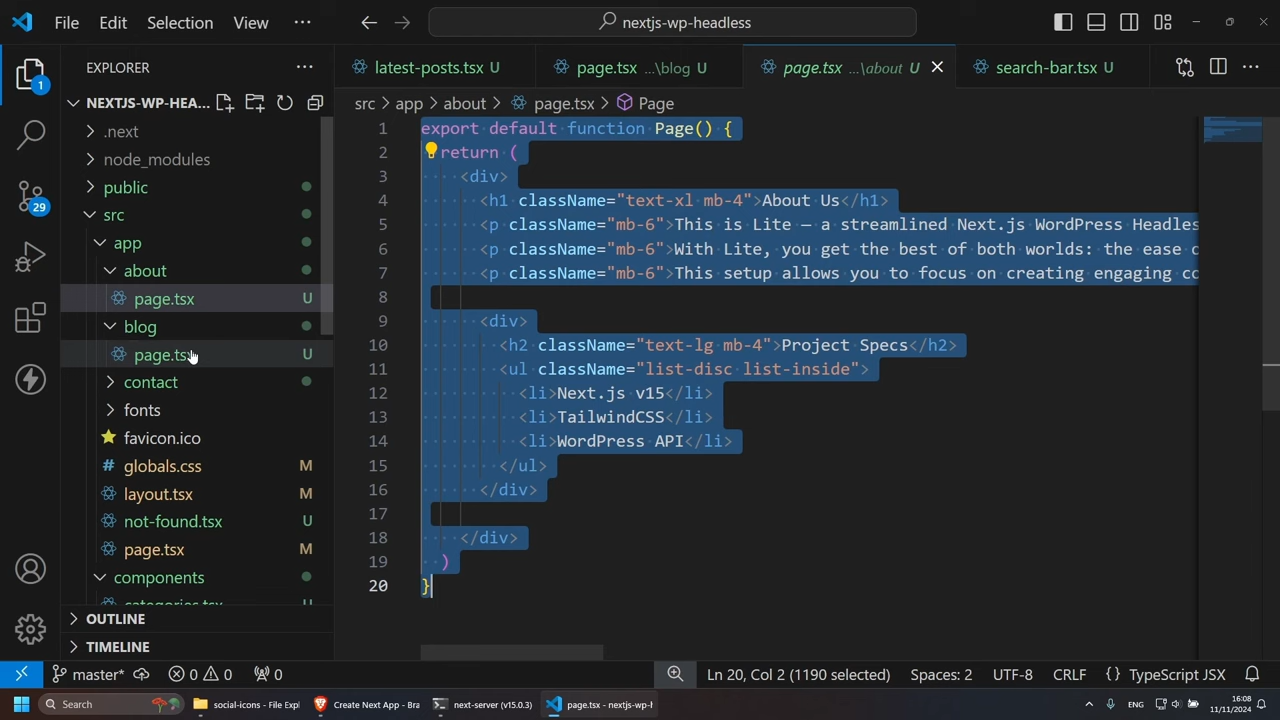 File Edit Selection View ··· nextjs-wp-headless
EXPLORER ···
latest-posts.tsx U page.tsx ...\blog U page.tsx ...\about U search-bar.tsx U
NEXTJS-WP-HEA...
src > app > about > page.tsx > Page
.next
node_modules
public
src
app
about
page.tsx U
blog
page.tsx U
contact
fonts
favicon.ico
globals.css M
layout.tsx M
not-found.tsx U
page.tsx M
components
categories.tsx U
OUTLINE
TIMELINE
1
29
1 export default function Page() {
2 return (
3 <div>
4 <h1 className="text-xl mb-4">About Us</h1>
5 <p className="mb-6">This is Lite — a streamlined Next.js WordPress Headles
6 <p className="mb-6">With Lite, you get the best of both worlds: the ease o
7 <p className="mb-6">This setup allows you to focus on creating engaging co
8
9 <div>
10 <h2 className="text-lg mb-4">Project Specs</h2>
11 <ul className="list-disc list-inside">
12 <li>Next.js v15</li>
13 <li>TailwindCSS</li>
14 <li>WordPress API</li>
15 </ul>
16 </div>
17
18 </div>
19 )
20 }
master* 0 0 0 Ln 20, Col 2 (1190 selected) Spaces: 2 UTF-8 CRLF {} TypeScript JSX
Search social-icons - File Expl Create Next App - Bra next-server (v15.0.3) page.tsx - nextjs-wp-h ENG 16:08
11/11/2024